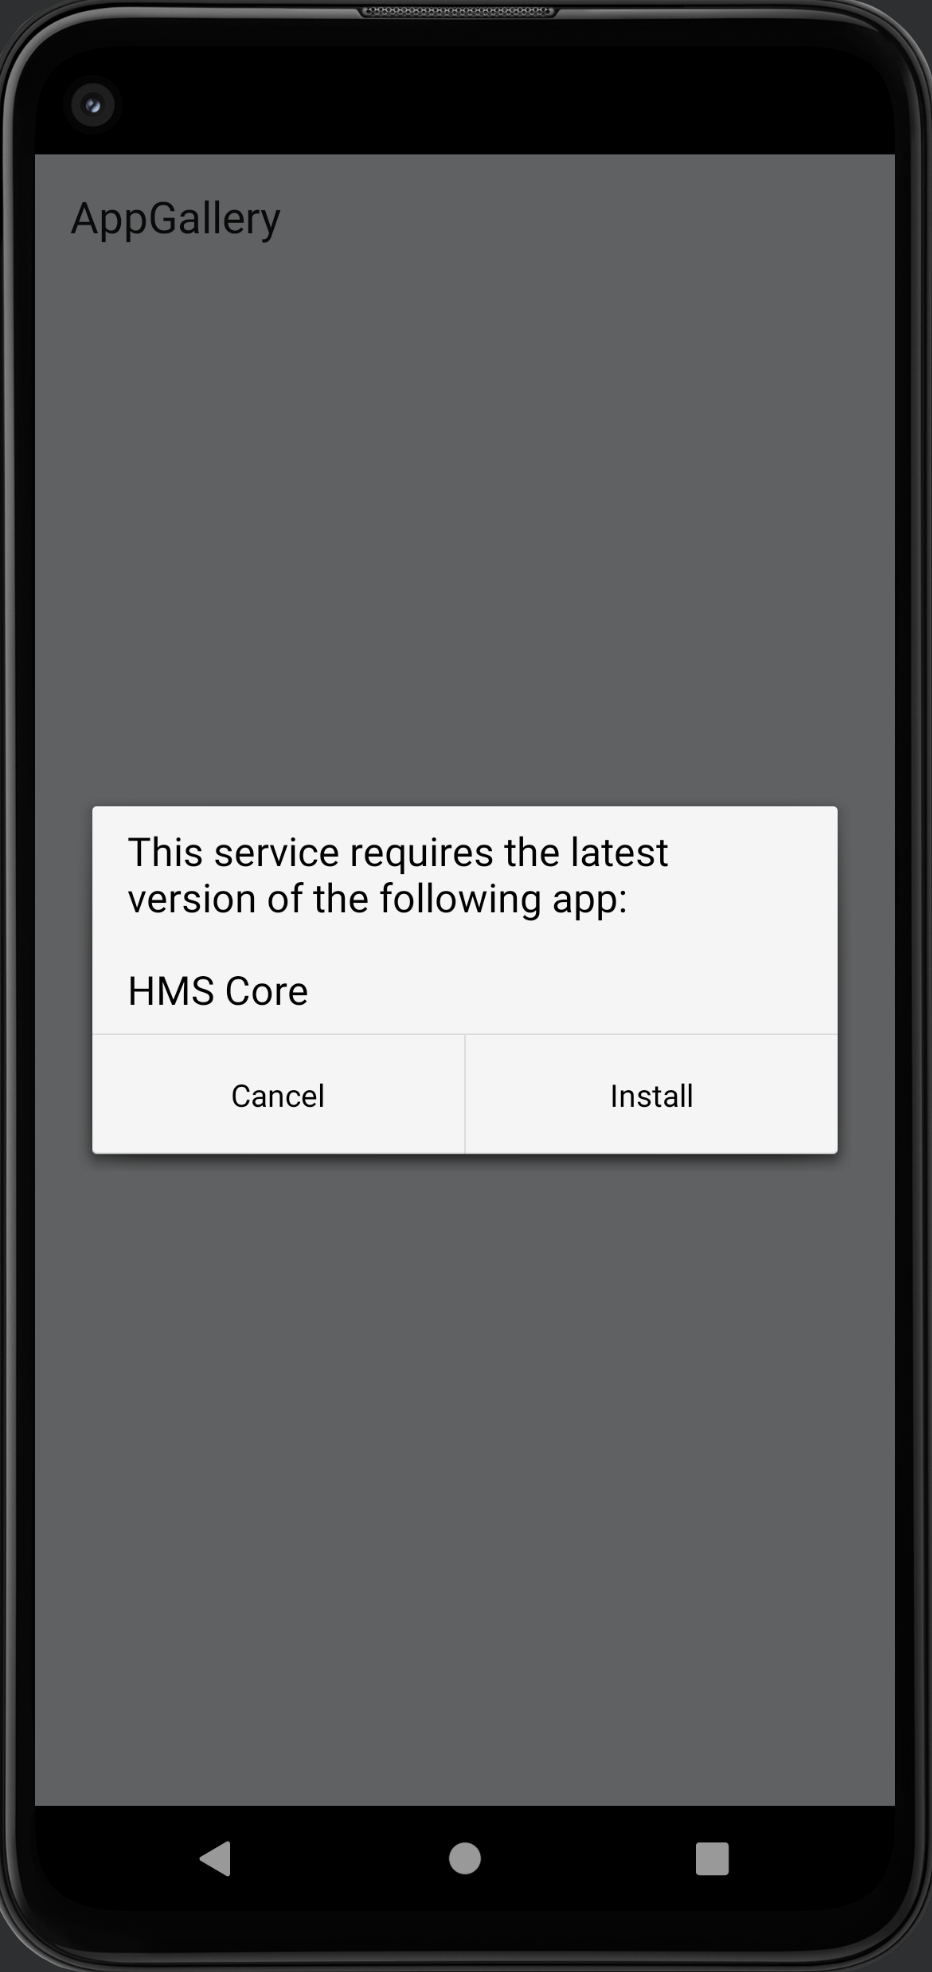 AppGallery
This service requires the latest
version of the following app:
HMS Core
Cancel
Install